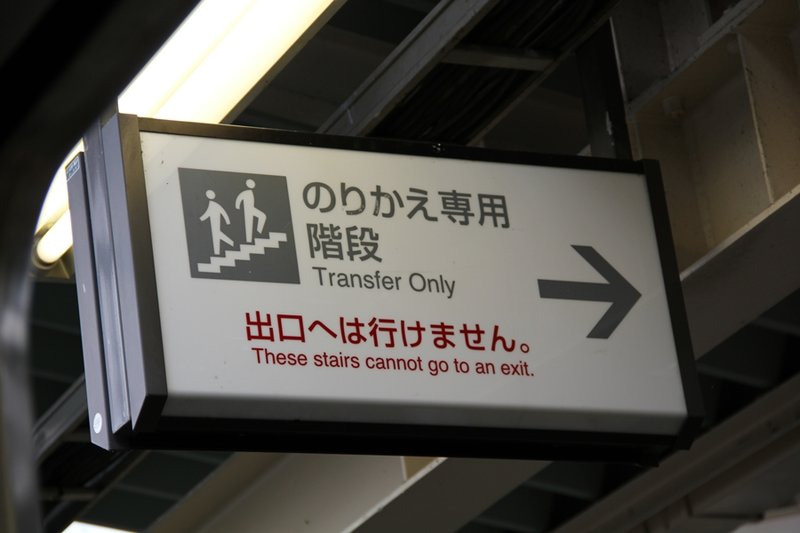 のりかえ専用
階段
Transfer Only
出口へは行けません。
These stairs cannot go to an exit.